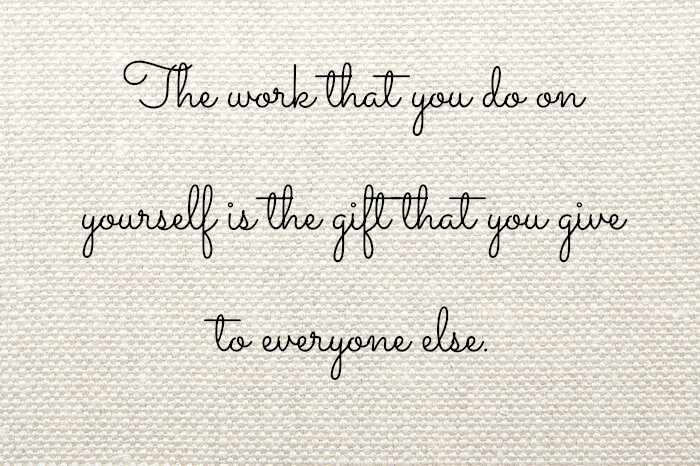 The work that you do on
yourself is the gift that you give
to everyone else.